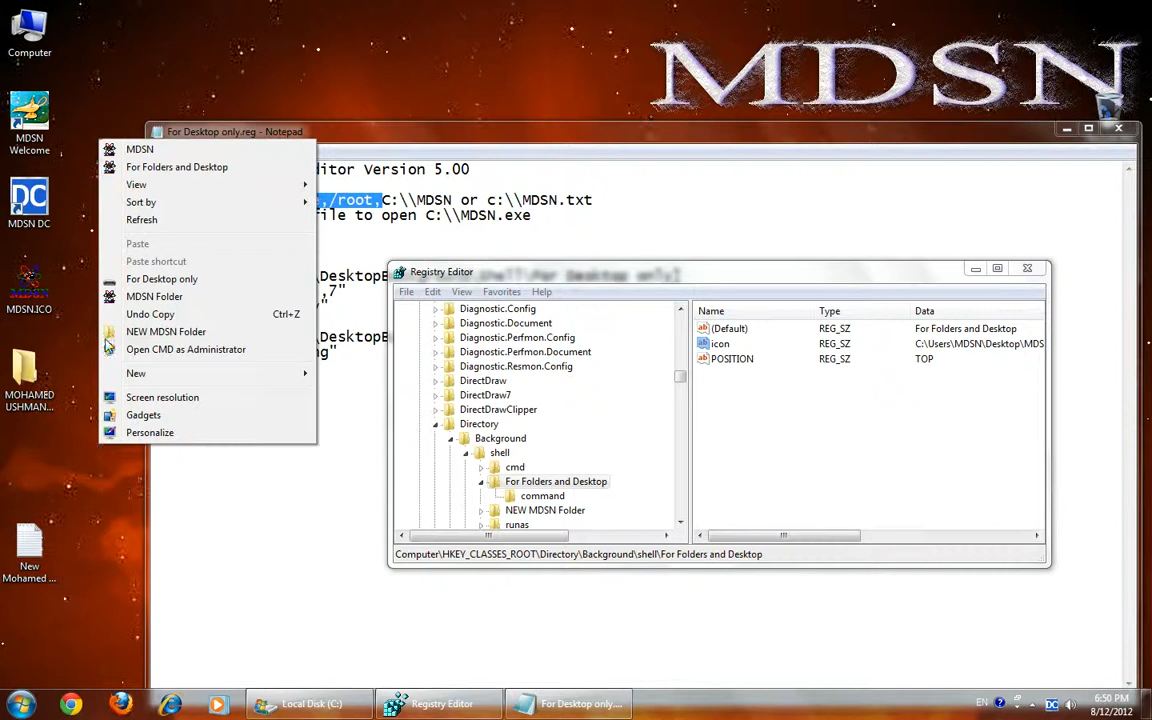 Computer
MDSN
Welcome
MDSN DC
MDSN.ICO
MOHAMED
USHMAN...
New
Mohamed ...
MDSN
For Desktop only.reg - Notepad
itor Version 5.00
,/root,C:\\MDSN or c:\\MDSN.txt
file to open C:\\MDSN.exe
\Desktop
,7"
\Desktop
MDSN
For Folders and Desktop
View
Sort by
Refresh
Paste
Paste shortcut
For Desktop only
MDSN Folder
Undo Copy Ctrl+Z
NEW MDSN Folder
Open CMD as Administrator
New
Screen resolution
Gadgets
Personalize
Registry Editor
File Edit View Favorites Help
Diagnostic.Config
Diagnostic.Document
Diagnostic.Perfmon.Config
Diagnostic.Perfmon.Document
Diagnostic.Resmon.Config
DirectDraw
DirectDraw7
DirectDrawClipper
Directory
Background
shell
cmd
For Folders and Desktop
command
NEW MDSN Folder
runas
Name Type Data
(Default) REG_SZ For Folders and Desktop
icon REG_SZ C:\Users\MDSN\Desktop\MDS
POSITION REG_SZ TOP
Computer\HKEY_CLASSES_ROOT\Directory\Background\shell\For Folders and Desktop
Local Disk (C:)
Registry Editor
For Desktop only....
EN
DC
6:50 PM
8/12/2012